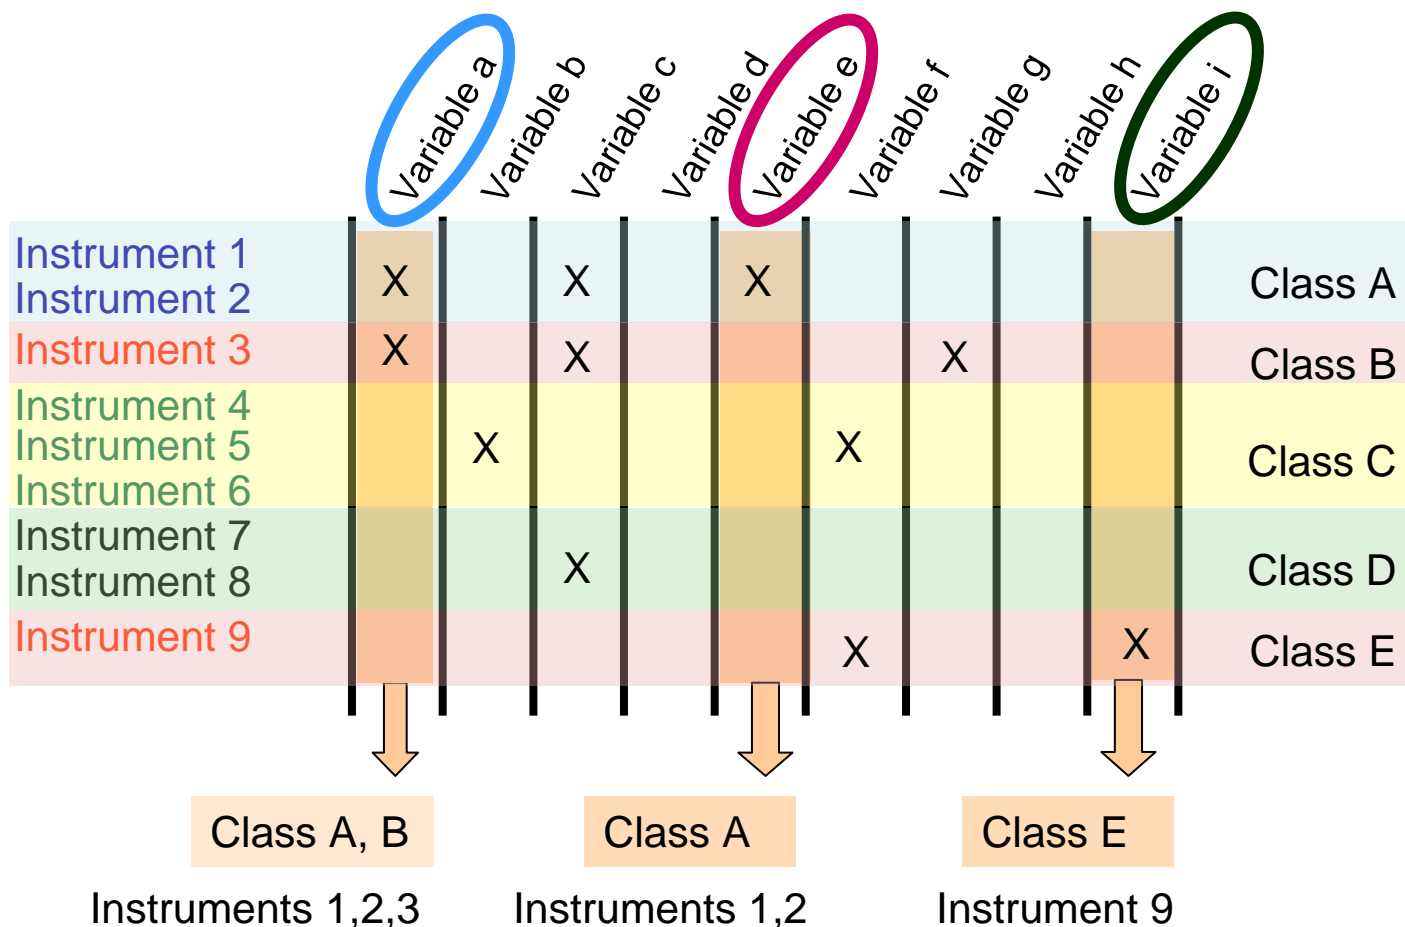 Variable a
Variable b
Variable c
Variable d
Variable e
Variable f
Variable g
Variable h
Variable i
Instrument 1
Instrument 2
X X X
Class A
Instrument 3
X X X
Class B
Instrument 4
Instrument 5
Instrument 6
X X
Class C
Instrument 7
Instrument 8
X
Class D
Instrument 9
X X
Class E
Class A, B
Class A
Class E
Instruments 1,2,3
Instruments 1,2
Instrument 9